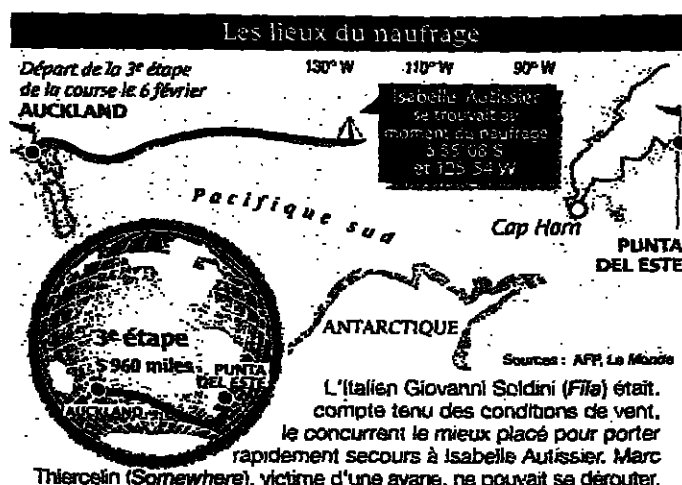 Les lieux du naufrage
Départ de la 3e étape
de la course le 6 février
AUCKLAND
130° W
110° W
90° W
Isabelle Autissier
se trouvait au
moment du naufrage
à
S
et
W
Pacifique sud
Cap Horn
PUNTA
DEL ESTE
ANTARCTIQUE
3e étape
5 960 miles
PUNTA
DEL ESTE
AUCKLAND
Sources : AFP, Le Monde
L'Italien Giovanni Soldini (Fila) était,
compte tenu des conditions de vent,
le concurrent le mieux placé pour porter
rapidement secours à Isabelle Autissier. Marc
Thiercelin (Somewhere), victime d'une avarie, ne pouvait se dérouter.